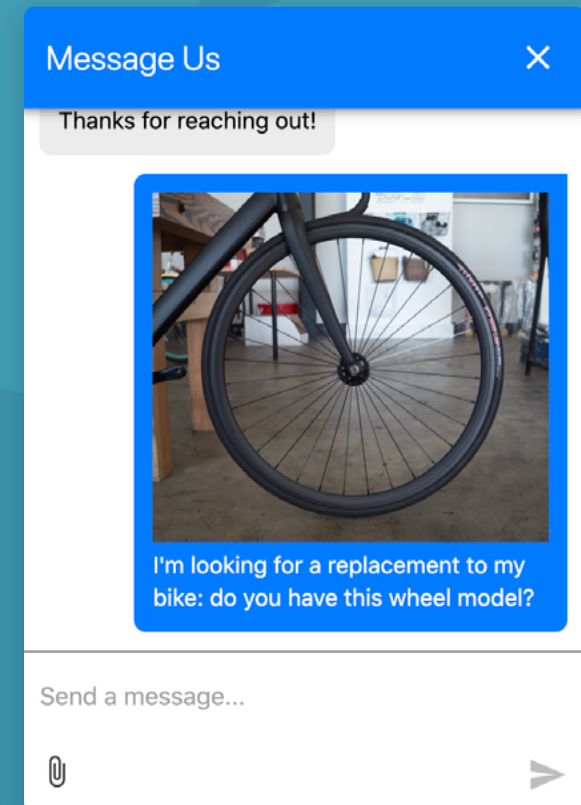 Message Us
Thanks for reaching out!
I'm looking for a replacement to my
bike: do you have this wheel model?
Send a message...